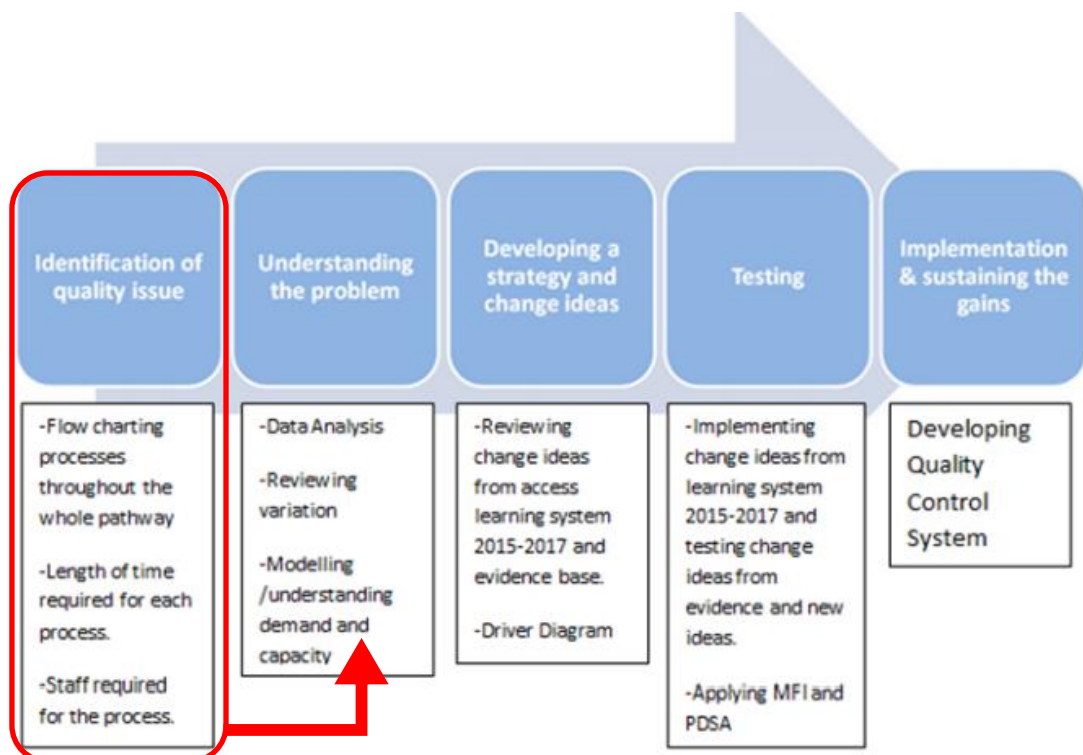 Identification of
quality issue
Understanding
the problem
Developing a
strategy and
change ideas
Testing
Implementation
& sustaining the
gains
-Flow charting
processes
throughout the
whole pathway
-Length of time
required for each
process.
-Staff required
for the process.
-Data Analysis
-Reviewing
variation
-Modelling
/understanding
demand and
capacity
-Reviewing
change ideas
from access
learning system
2015-2017 and
evidence base.
-Driver Diagram
-Implementing
change ideas from
learning system
2015-2017 and
testing change
ideas from
evidence and new
ideas.
-Applying MFI and
PDSA
Developing
Quality
Control
System